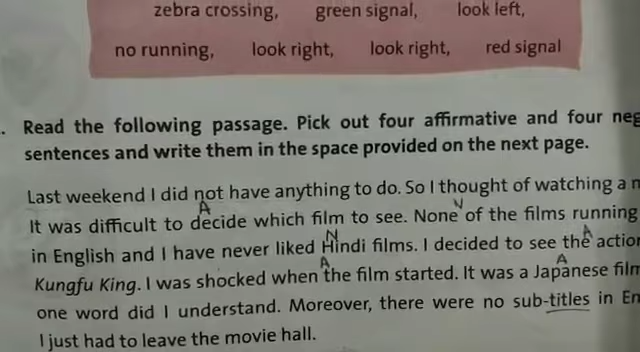 zebra crossing, green signal, look left,
no running, look right, look right, red signal
. Read the following passage. Pick out four affirmative and four neg
sentences and write them in the space provided on the next page.
Last weekend I did not have anything to do. So I thought of watching a m
A N
It was difficult to decide which film to see. None of the films running
N A
in English and I have never liked Hindi films. I decided to see the action
A A
Kungfu King. I was shocked when the film started. It was a Japanese film
one word did I understand. Moreover, there were no sub-titles in En
I just had to leave the movie hall.